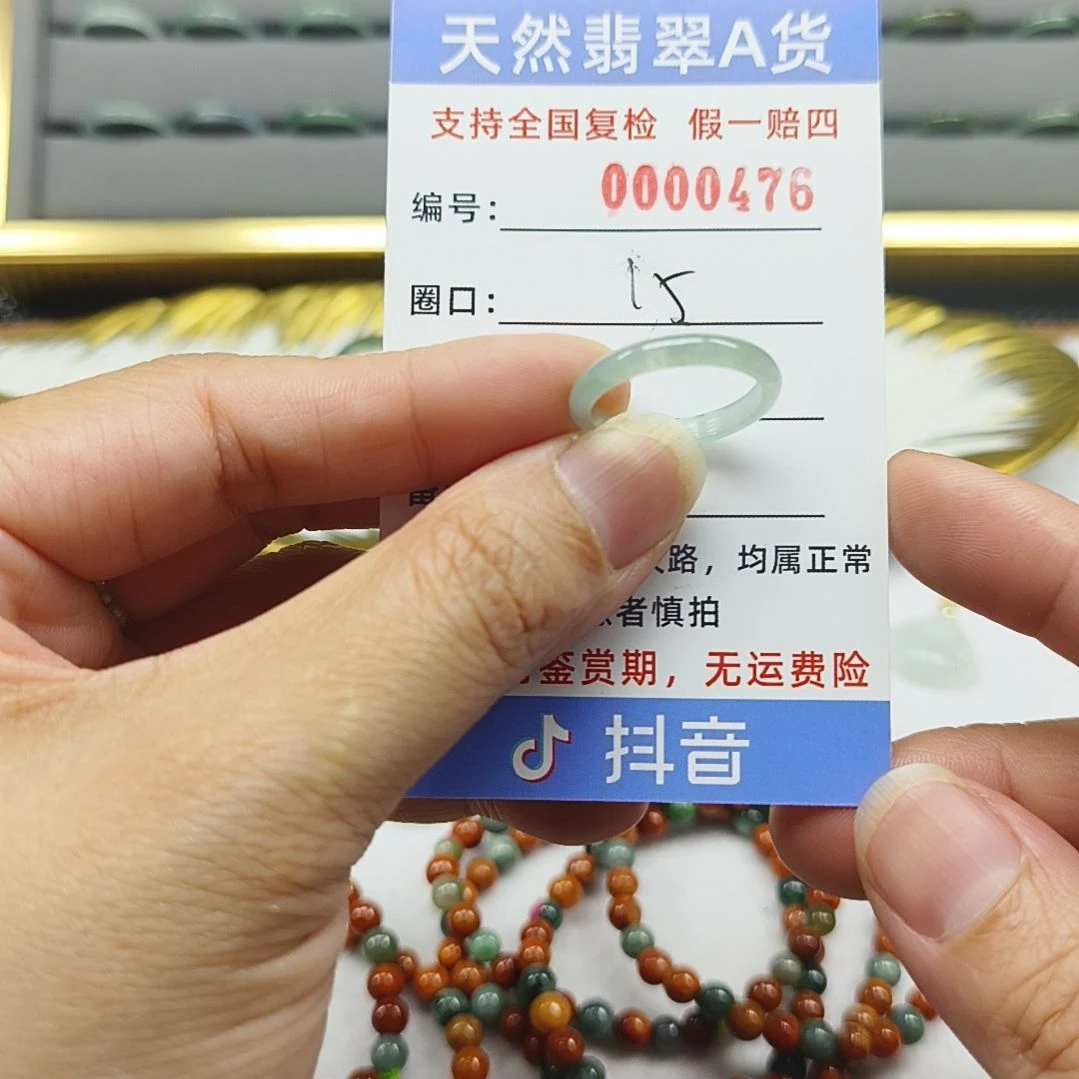 天然翡翠A货
支持全国复检 假一赔四
编号: 0000476
圈口: 15
路，均属正常
者慎拍
鉴赏期，无运费险
抖音